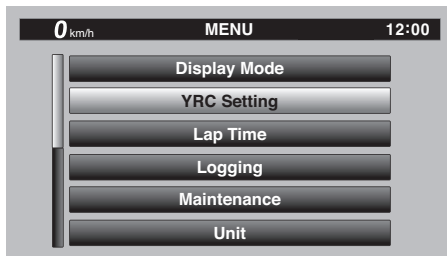 0 km/h MENU 12:00
Display Mode
YRC Setting
Lap Time
Logging
Maintenance
Unit